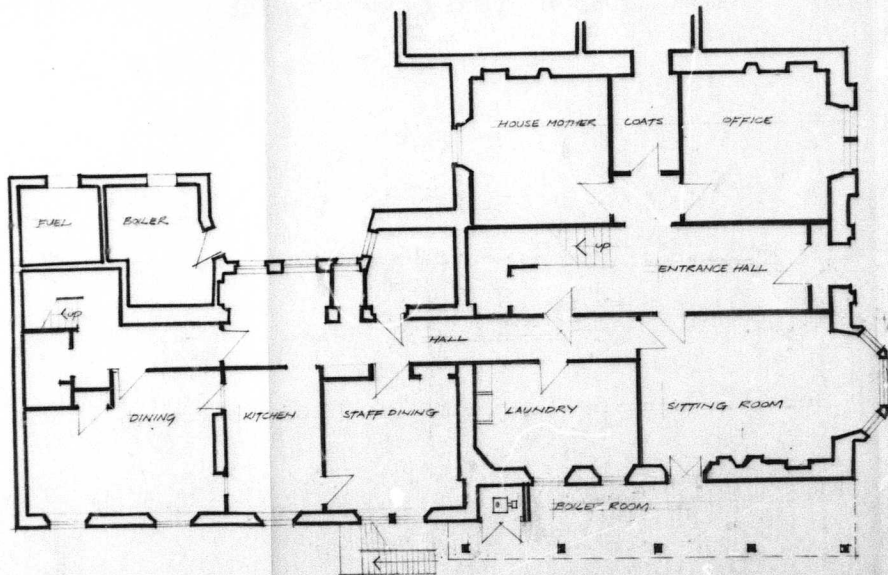 HOUSE MOTHER
COATS
OFFICE
FUEL
BOILER
up
ENTRANCE HALL
up
HALL
DINING
KITCHEN
STAFF DINING
LAUNDRY
SITTING ROOM
BOILER ROOM